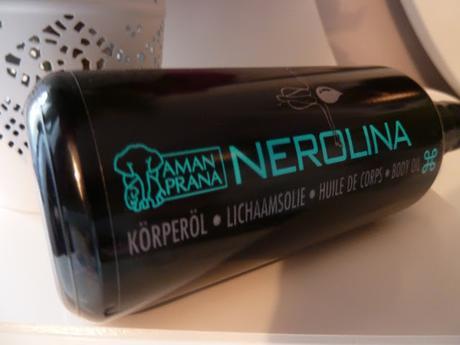 AMAN
PRANA
NEROLINA
KÖRPERÖL • LICHAAMSOLIE • HUILE DE CORPS • BODY OIL